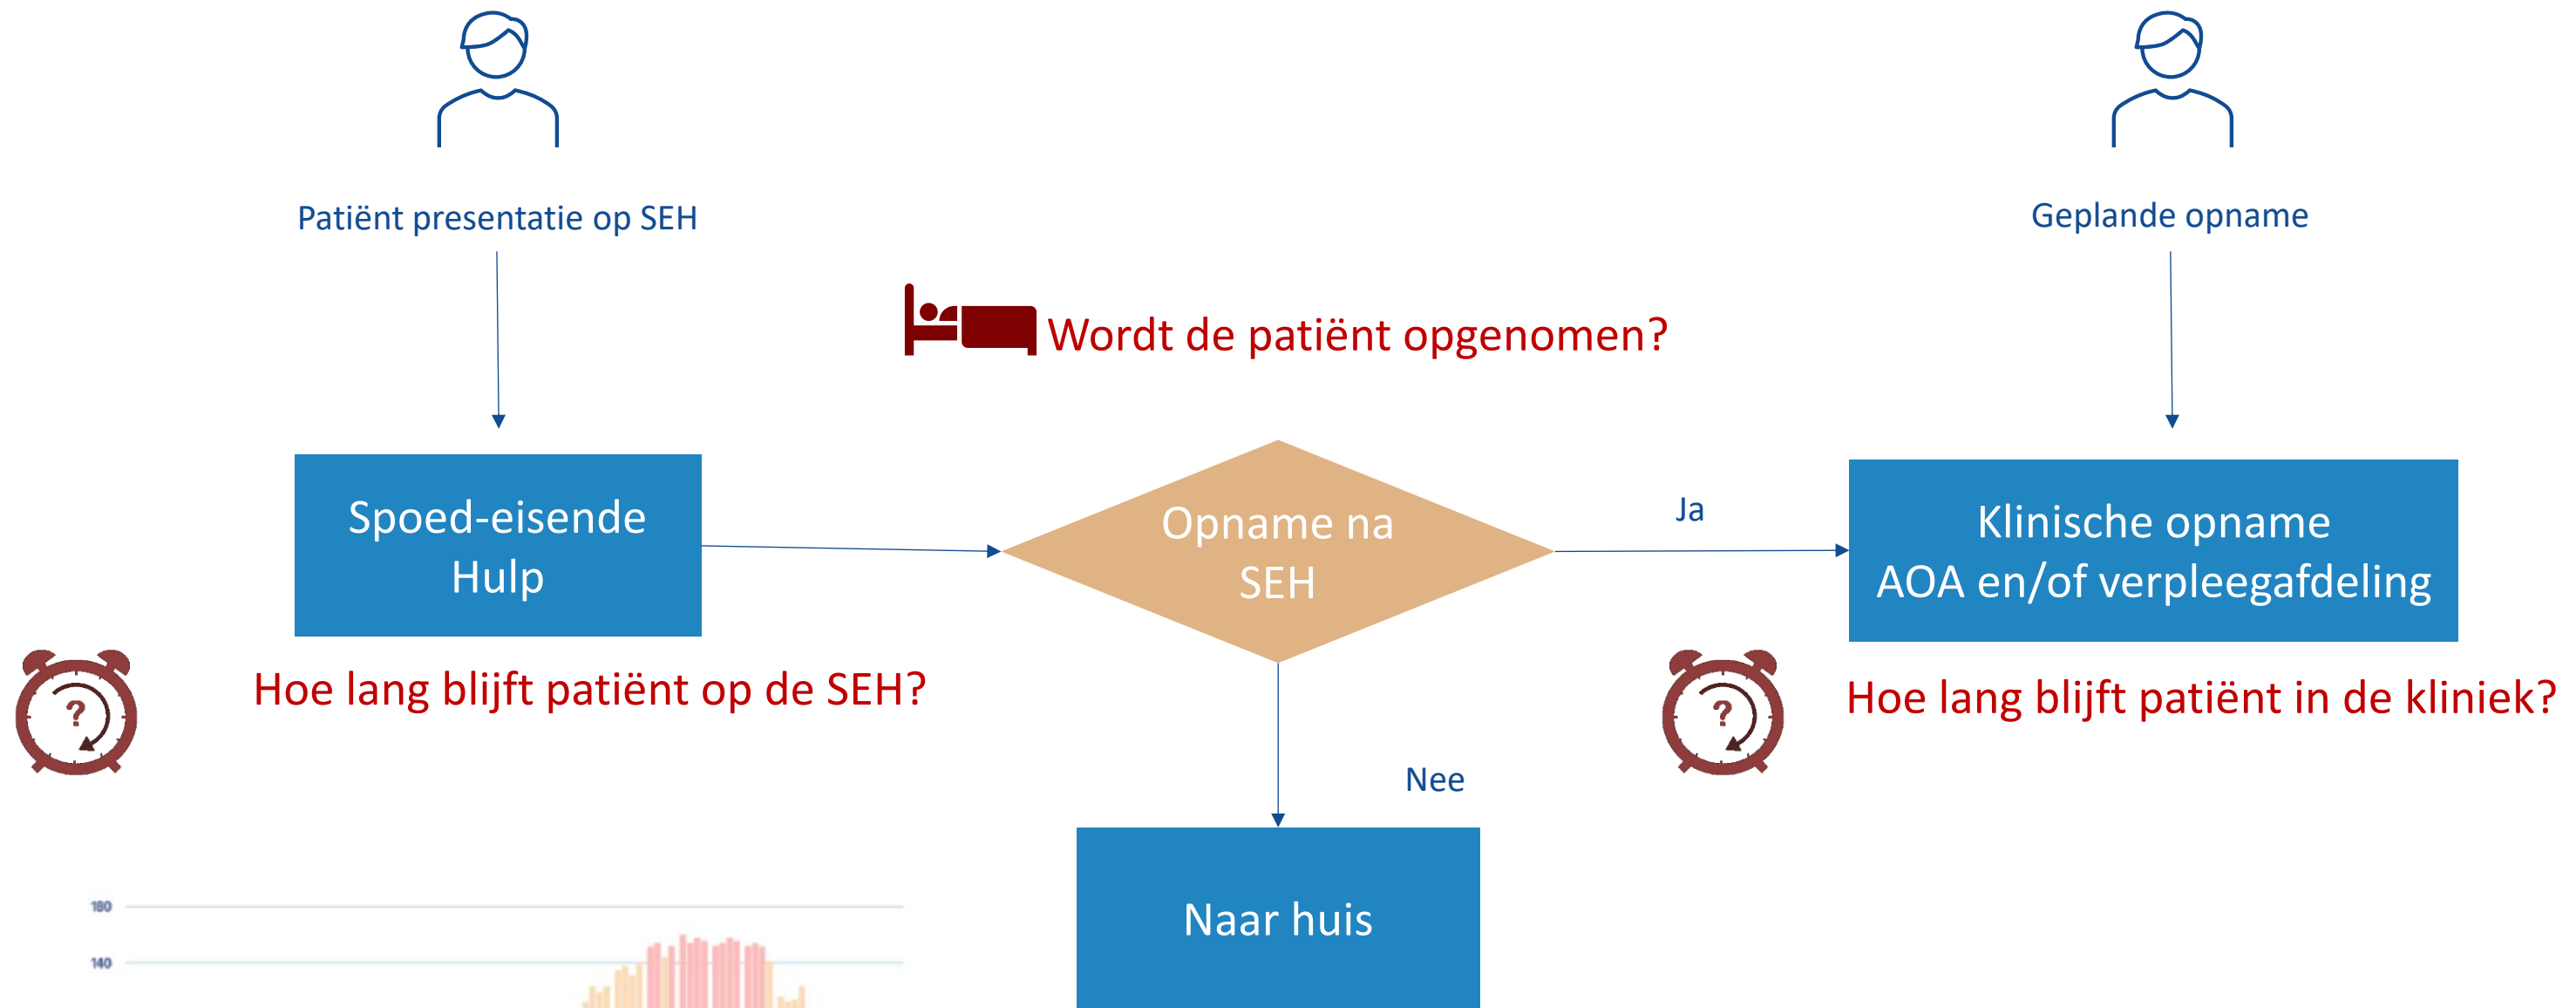 Patiënt presentatie op SEH
Geplande opname
Wordt de patiënt opgenomen?
Spoed-eisende
Hulp
Opname na
SEH
Ja
Klinische opname
AOA en/of verpleegafdeling
?
Hoe lang blijft patiënt op de SEH?
?
Hoe lang blijft patiënt in de kliniek?
Nee
Naar huis
180
140